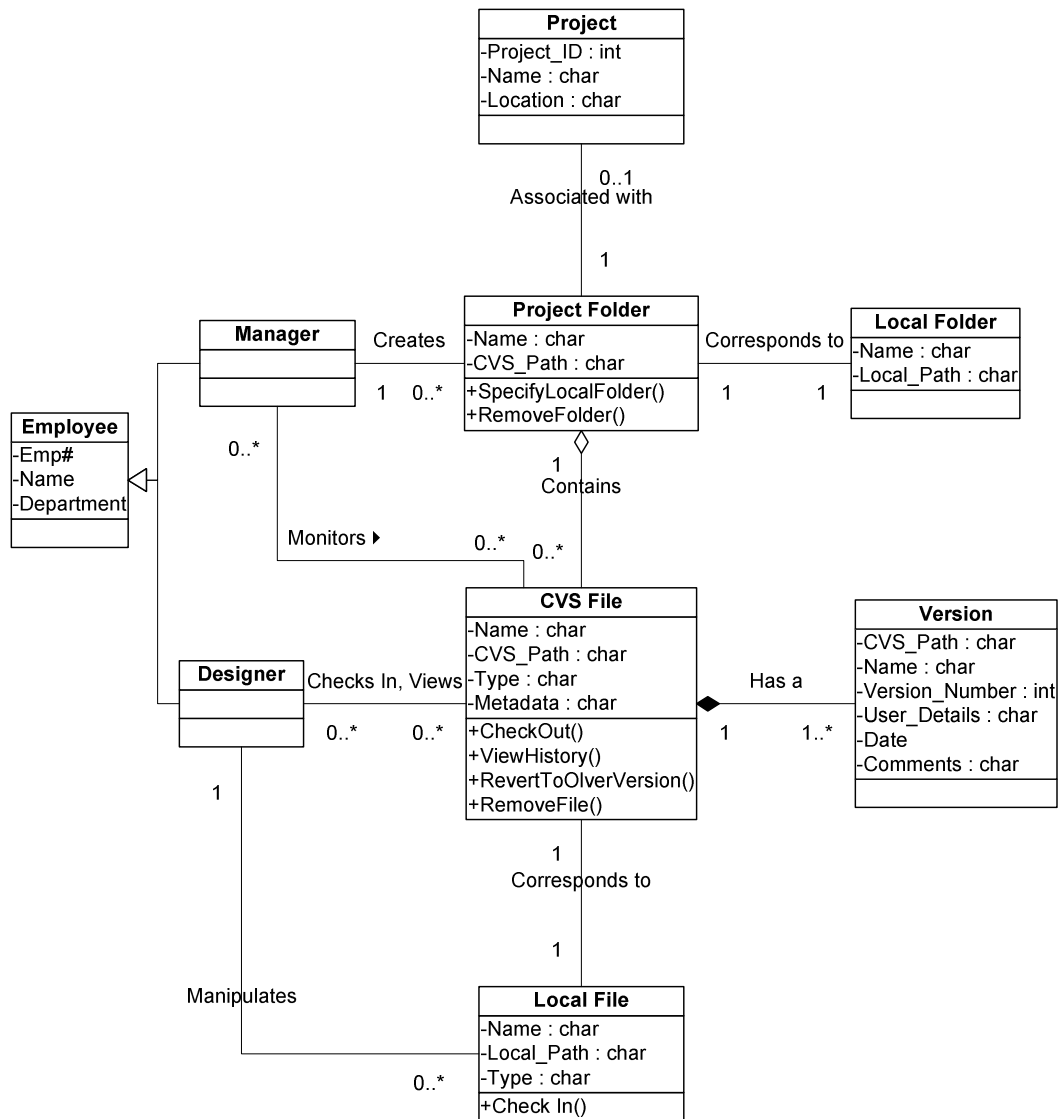 Project
-Project_ID : int
-Name : char
-Location : char
0..1
Associated with
1
Project Folder
-Name : char
-CVS_Path : char
+SpecifyLocalFolder()
+RemoveFolder()
Manager
Creates
1
0..*
Corresponds to
1
1
Local Folder
-Name : char
-Local_Path : char
Employee
-Emp#
-Name
-Department
0..*
Monitors
0..*
1
Contains
0..*
CVS File
-Name : char
-CVS_Path : char
-Type : char
-Metadata : char
+CheckOut()
+ViewHistory()
+RevertToOlverVersion()
+RemoveFile()
Designer
Checks In, Views
0..*
0..*
Has a
1
1..*
Version
-CVS_Path : char
-Name : char
-Version_Number : int
-User_Details : char
-Date
-Comments : char
1
Manipulates
0..*
1
Corresponds to
1
Local File
-Name : char
-Local_Path : char
-Type : char
+Check In()